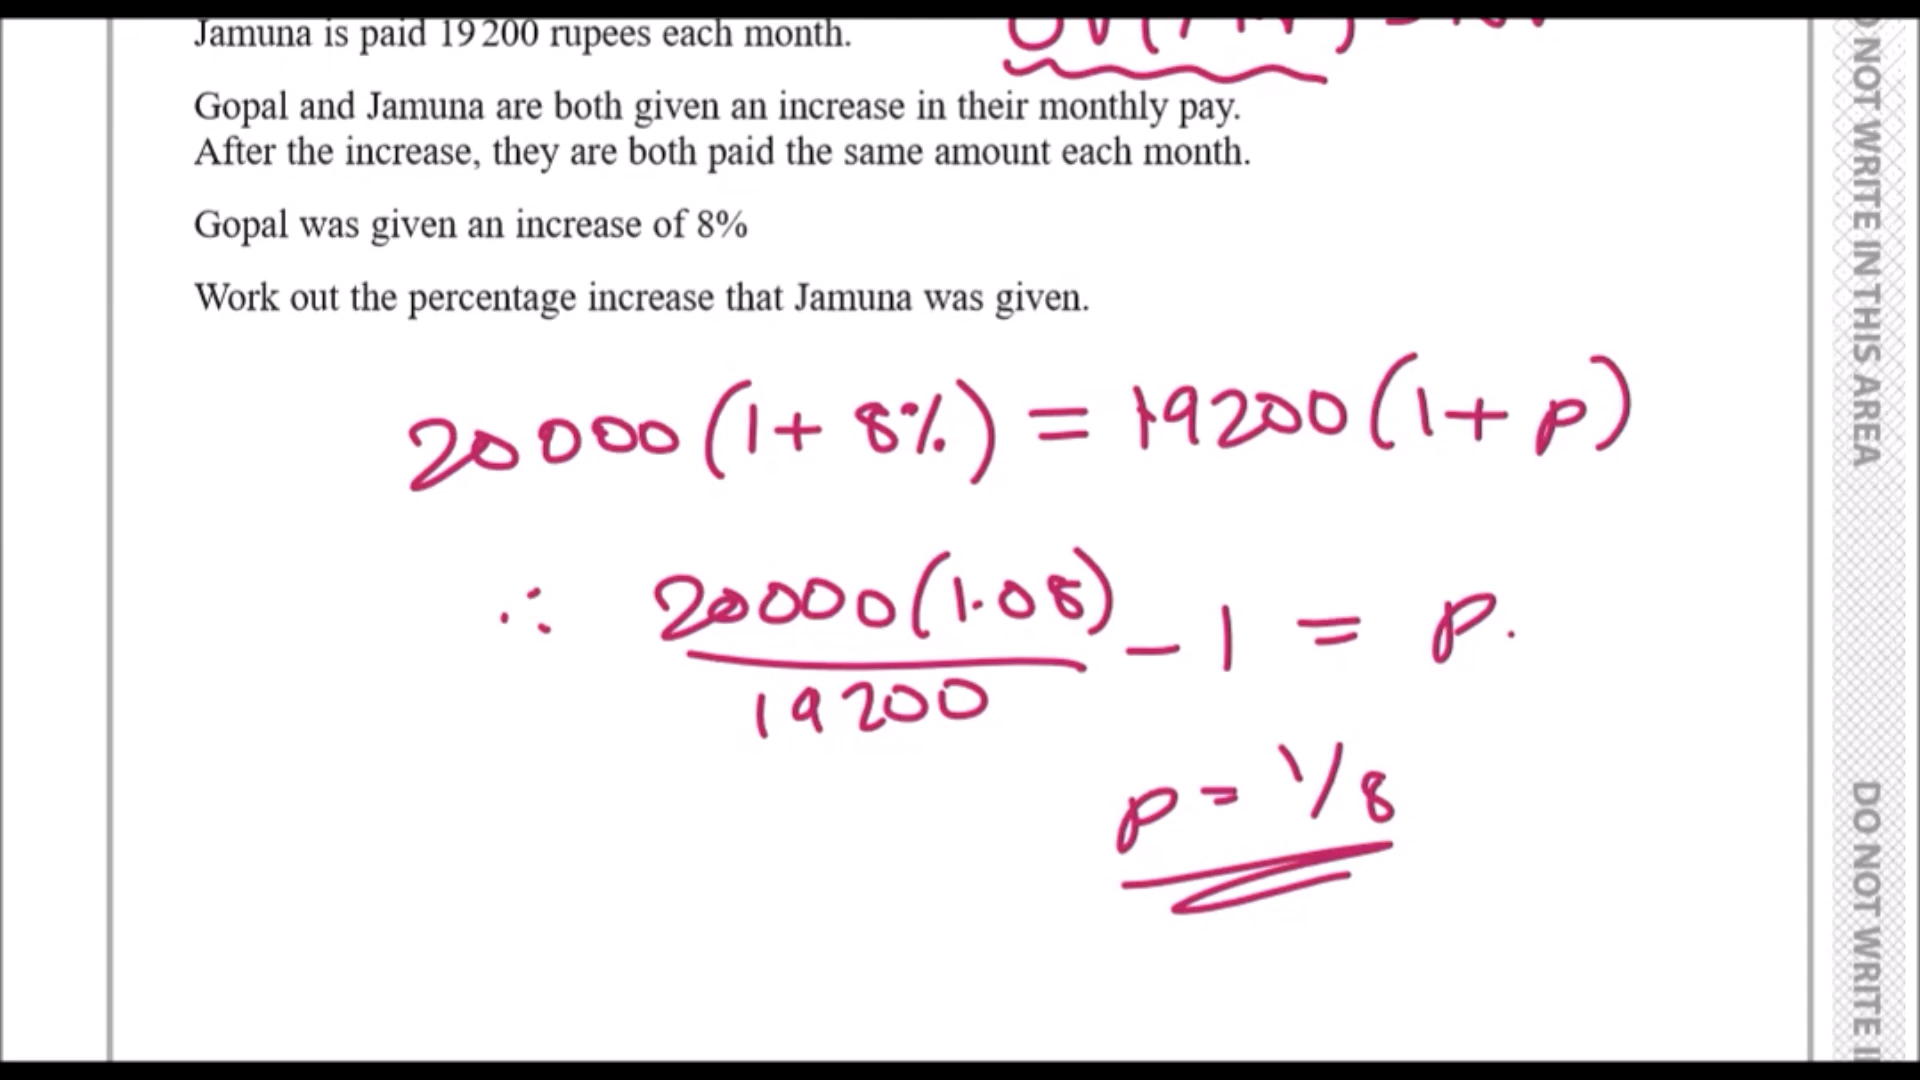 Jamuna is paid 19 200 rupees each month.
Gopal and Jamuna are both given an increase in their monthly pay.
After the increase, they are both paid the same amount each month.
Gopal was given an increase of 8%
Work out the percentage increase that Jamuna was given.
20000 (1 + 8%) = 19200 (1 + p)
∴ 20000 (1.08) / 19200 - 1 = p.
p = 1/8
NOT WRITE IN THIS AREA
DO NOT WRITE I